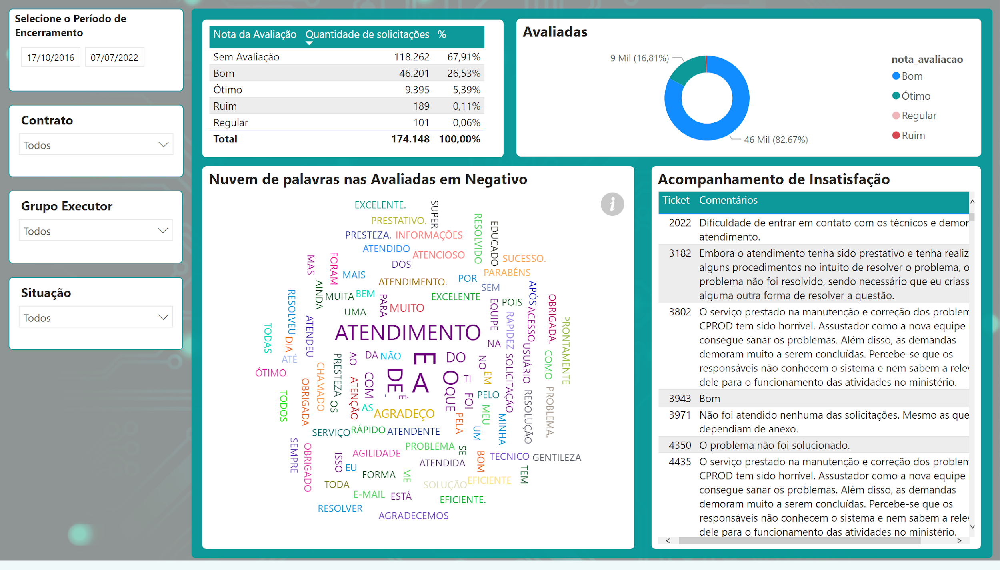 Selecione o Período de
Encerramento
17/10/2016 07/07/2022
Contrato
Todos
Grupo Executor
Todos
Situação
Todos
Nota da Avaliação Quantidade de solicitações %
Sem Avaliação 118.262 67,91%
Bom 46.201 26,53%
Ótimo 9.395 5,39%
Ruim 189 0,11%
Regular 101 0,06%
Total 174.148 100,00%
Avaliadas
9 Mil (16,81%)
46 Mil (82,67%)
nota_avaliacao
Bom
Ótimo
Regular
Ruim
Nuvem de palavras nas Avaliadas em Negativo
i
EXCELENTE.
SUPER
PRESTATIVO.
RESOLVIDO
EDUCADO
PRESTEZA.
INFORMAÇÕES
ATENDIDO
ATENCIOSO
SUCESSO.
MAS
FORAM
DOS
MAIS
PARABÉNS
POR
ATENDIMENTO.
SEM
AINDA
APÓS
RESOLVEU
MUITA
BEM
PARA
EXCELENTE
EQUIPE
POIS
OBRIGADA.
UMA
MUITO
RAPIDEZ
ACESSO
PRONTAMENTE
TODAS
DIA
ATENDEU
ATENDIMENTO
NA
ATÉ
PRESTEZA
AO
DA
NÃO
E
DO
NO
SOLICITAÇÃO
USUÁRIO
COMO
ÓTIMO
CHAMADO
OBRIGADA
ATENÇÃO
COM
DE
A
O
TI
EM
TODOS
OS
AS
-
É
QUE
FOI
PELO
RESOLUÇÃO
PROBLEMA.
AGRADEÇO
PELA
MEU
MINHA
SERVIÇO
RÁPIDO
ATENDENTE
UM
SEMPRE
OBRIGADO
ISSO
AGILIDADE
PROBLEMA
SE
BOM
TÉCNICO
GENTILEZA
EU
ATENDIDA
TEM
FORMA
ME
TODA
SOLUÇÃO
EFICIENTE
E-MAIL
ESTÁ
EFICIENTE.
RESOLVER
AGRADECEMOS
Acompanhamento de Insatisfação
Ticket Comentários
2022 Dificuldade de entrar em contato com os técnicos e demor
atendimento.
3182 Embora o atendimento tenha sido prestativo e tenha realiz
alguns procedimentos no intuito de resolver o problema, o
problema não foi resolvido, sendo necessário que eu criass
alguma outra forma de resolver a questão.
3802 O serviço prestado na manutenção e correção dos problem
CPROD tem sido horrível. Assustador como a nova equipe
consegue sanar os problemas. Além disso, as demandas
demoram muito a serem concluídas. Percebe-se que os
responsáveis não conhecem o sistema e nem sabem a relev
dele para o funcionamento das atividades no ministério.
3943 Bom
3971 Não foi atendido nenhuma das solicitações. Mesmo as que
dependiam de anexo.
4350 O problema não foi solucionado.
4435 O serviço prestado na manutenção e correção dos problem
CPROD tem sido horrível. Assustador como a nova equipe
consegue sanar os problemas. Além disso, as demandas
demoram muito a serem concluídas. Percebe-se que os
responsáveis não conhecem o sistema e nem sabem a relev
dele para o funcionamento das atividades no ministério.